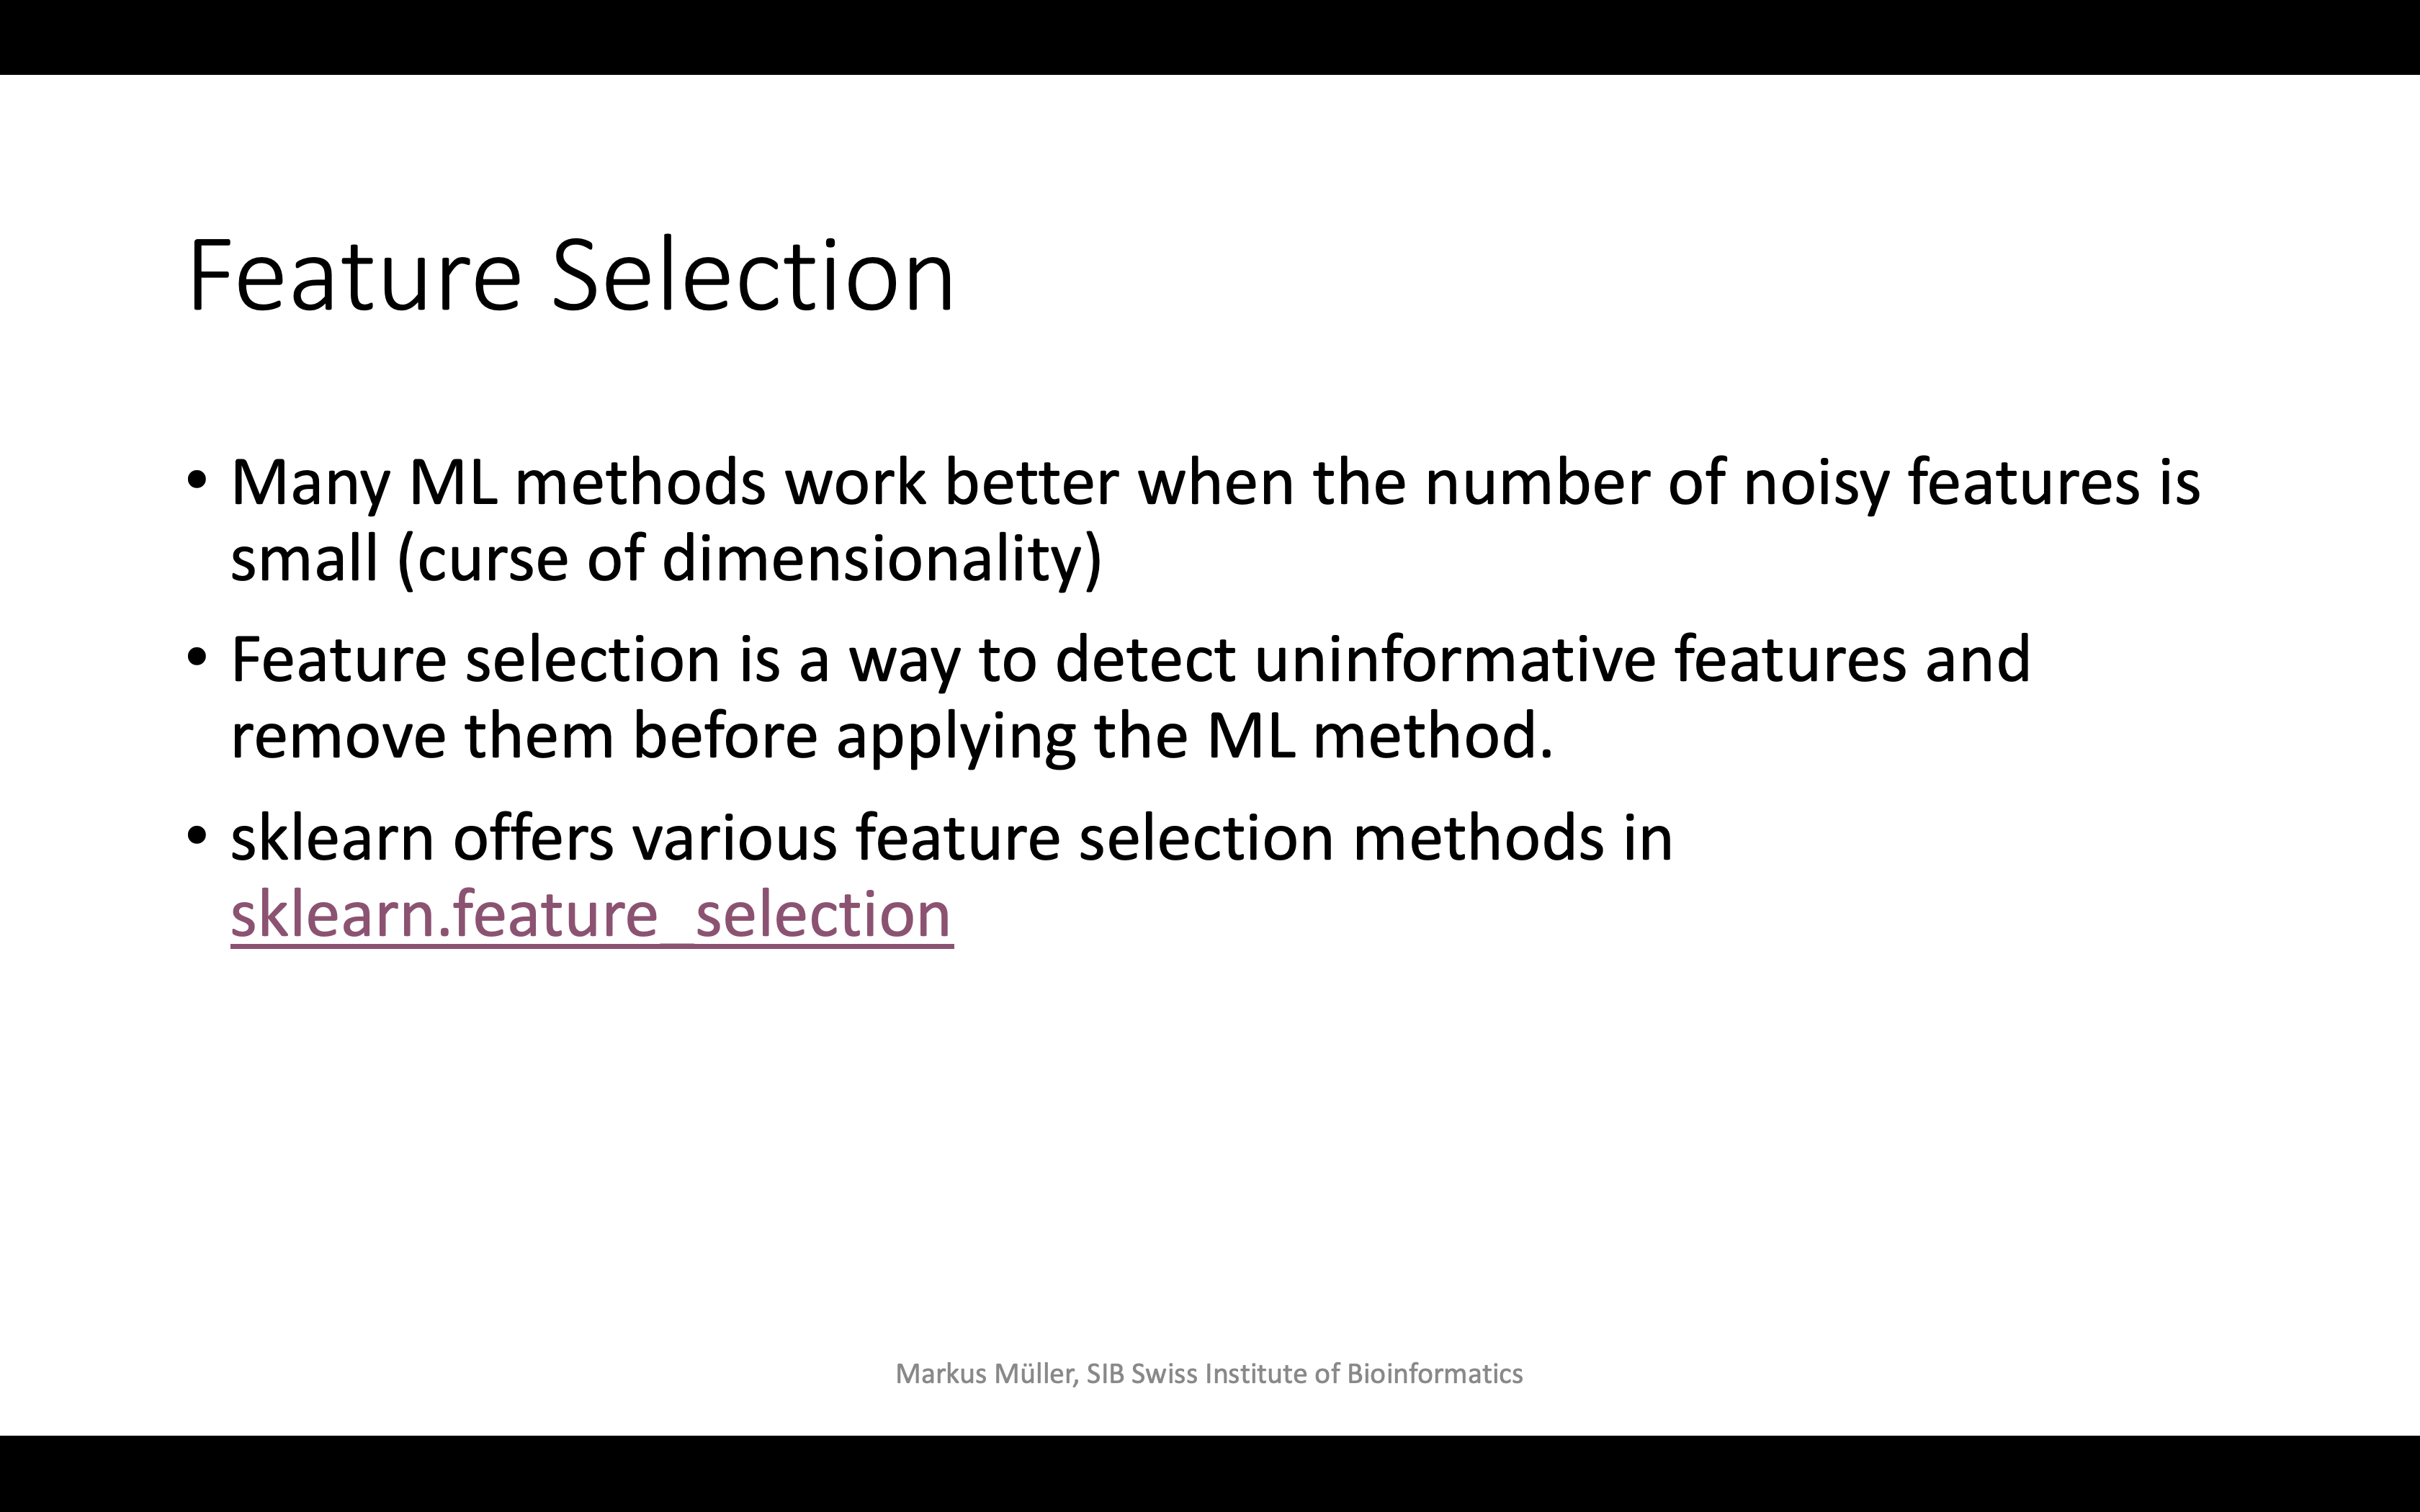 Feature Selection
• Many ML methods work better when the number of noisy features is
small (curse of dimensionality)
• Feature selection is a way to detect uninformative features and
remove them before applying the ML method.
• sklearn offers various feature selection methods in
sklearn.feature_selection
Markus Müller, SIB Swiss Institute of Bioinformatics